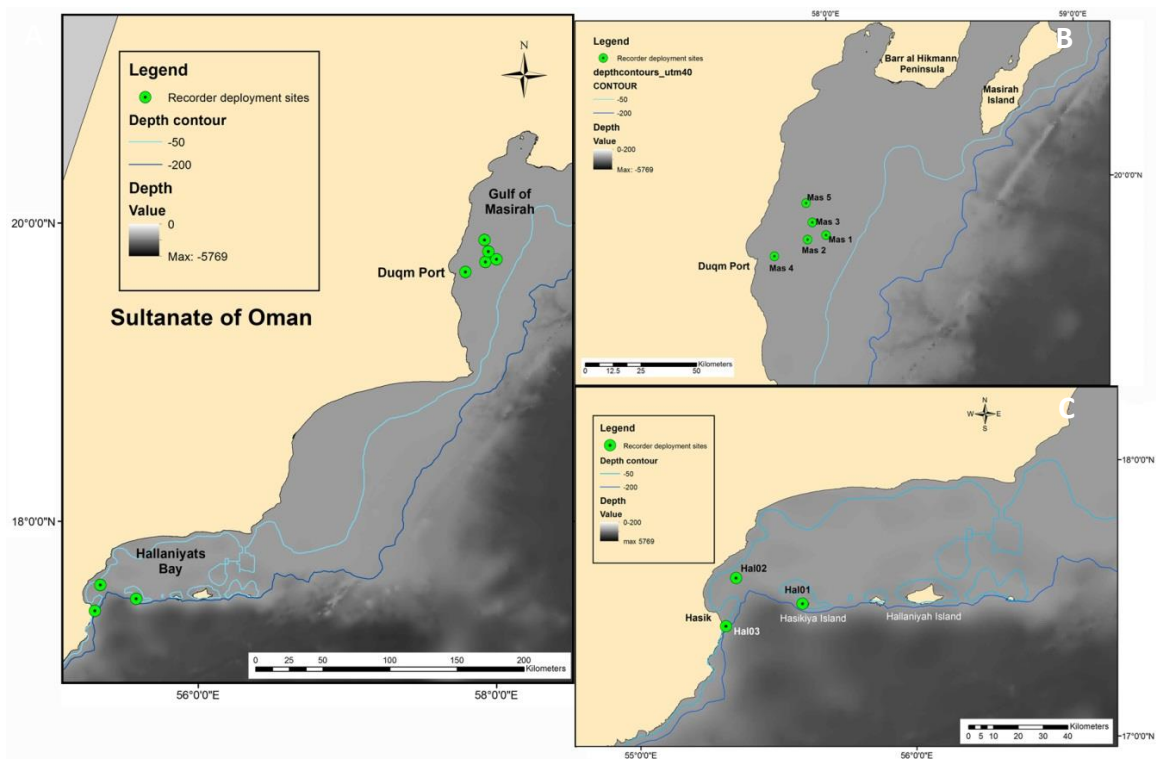 A
N
Legend
Recorder deployment sites
Depth contour
-50
-200
Depth
Value
0
Max: -5769
Gulf of
Masirah
20°0'0"N
Duqm Port
Sultanate of Oman
18°0'0"N
Hallaniyats
Bay
0 25 50 100 150 200
Kilometers
56°0'0"E
58°0'0"E
58°0'0"E
59°0'0"E
B
Legend
Recorder deployment sites
depthcontours_utm40
CONTOUR
-50
-200
Depth
Value
0-200
Max: -5769
Barr al Hikmann
Peninsula
Masirah
Island
20°0'0"N
Mas 5
Mas 3
Mas 1
Mas 2
Mas 4
Duqm Port
Kilometers
0 12.5 25 50
C
N
W E
S
Legend
Recorder deployment sites
Depth contour
-50
-200
Depth
Value
0-200
max 5769
18°0'0"N
Hal02
Hal01
Hasik
Hal03
Hasikiya Island
Hallaniyah Island
Kilometers
0 5 10 20 30 40
17°0'0"N
55°0'0"E
56°0'0"E